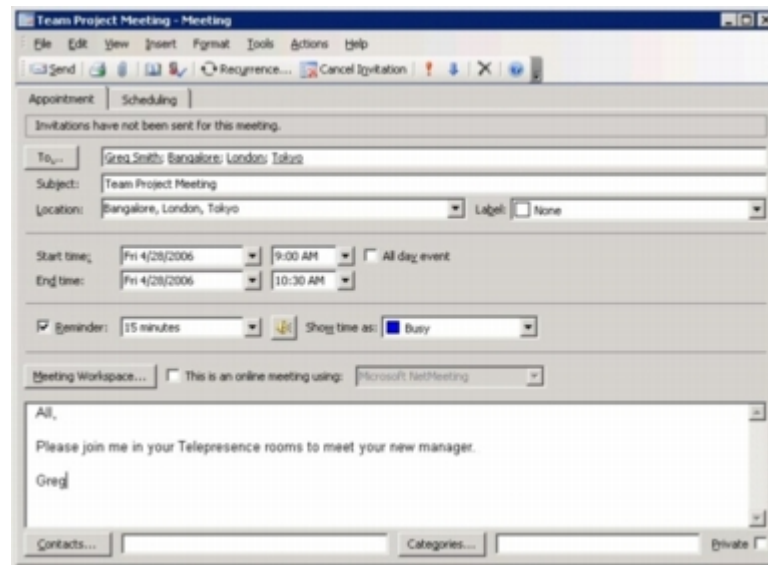 Team Project Meeting - Meeting
File Edit View Insert Format Tools Actions Help
Send Recurrence... Cancel Invitation
Appointment Scheduling
Invitations have not been sent for this meeting.
To... Greg Smith; Bangalore; London; Tokyo
Subject: Team Project Meeting
Location: Bangalore, London, Tokyo Label: None
Start time: Fri 4/28/2006 9:00 AM All day event
End time: Fri 4/28/2006 10:30 AM
Reminder: 15 minutes Show time as: Busy
Meeting Workspace... This is an online meeting using: Microsoft NetMeeting
All,
Please join me in your Telepresence rooms to meet your new manager.
Greg
Contacts... Categories... Private